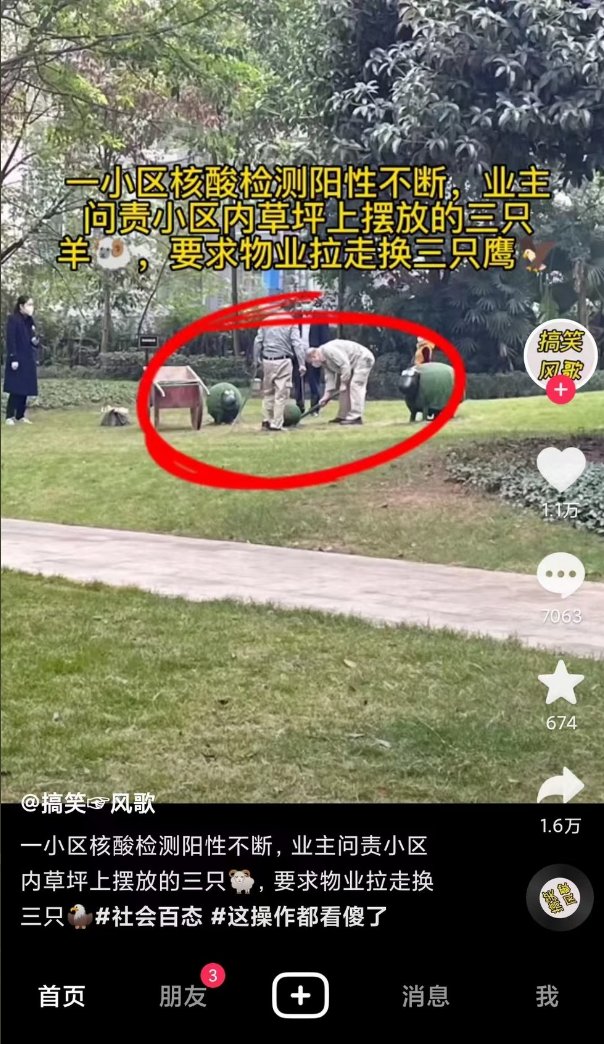 一小区核酸检测阳性不断，业主
问责小区内草坪上摆放的三只
羊🐑，要求物业拉走换三只鹰🦅
搞笑
风歌
1.1万
7063
674
1.6万
@搞笑☞风歌
一小区核酸检测阳性不断，业主问责小区
内草坪上摆放的三只🐏，要求物业拉走换
三只🦅#社会百态 #这操作都看傻了
首页
朋友
3
消息
我